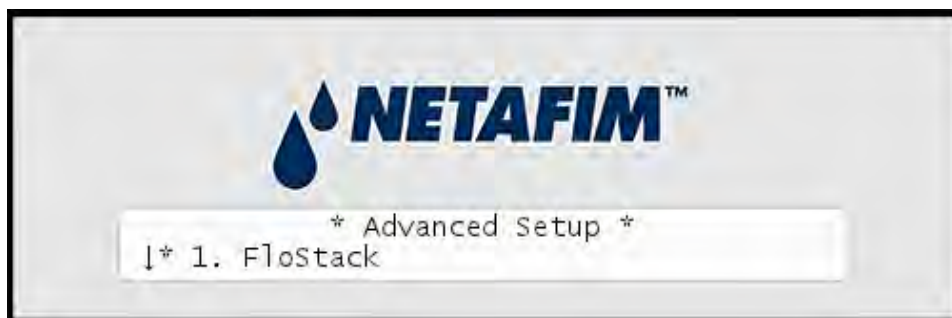 NETAFIM™
* Advanced Setup *
↓* 1. FloStack